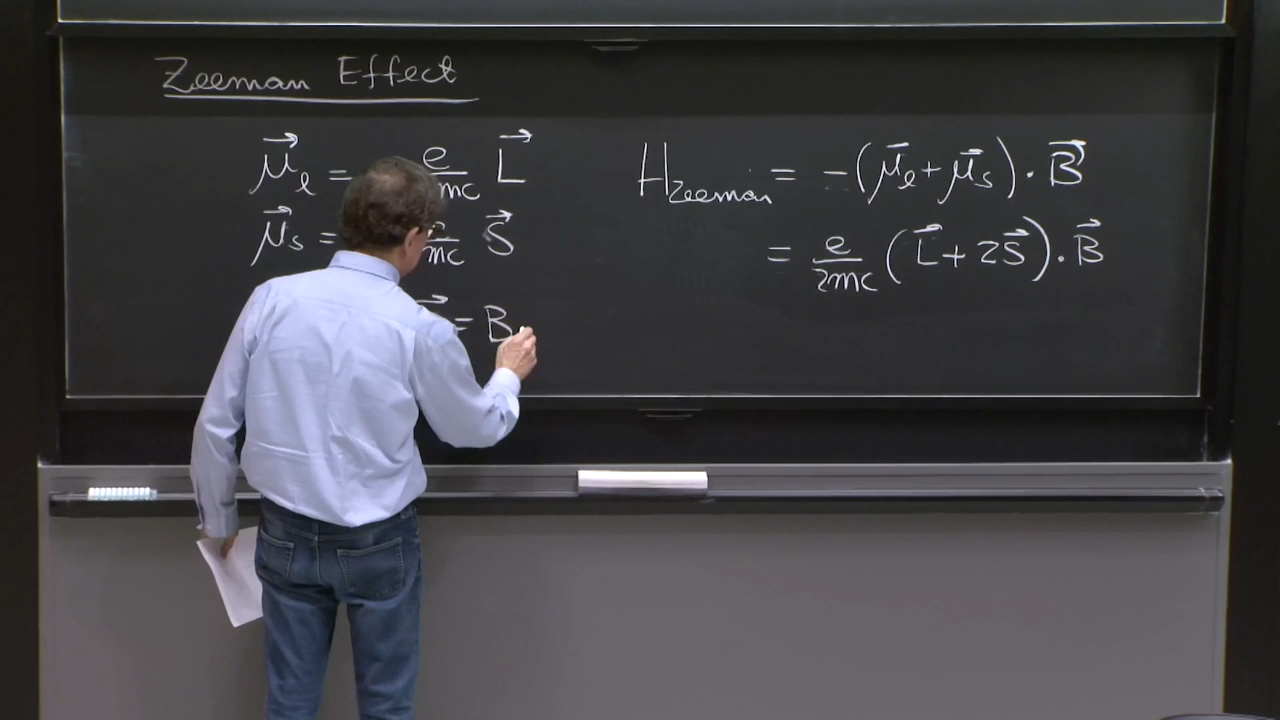 Zeeman Effect
μ⃗ₗ = e/mc L⃗
μ⃗ₛ = mc S⃗
= B
H_Zeeman = -(μ⃗ₗ + μ⃗ₛ) · B⃗
= e/2mc (L⃗ + 2S⃗) · B⃗